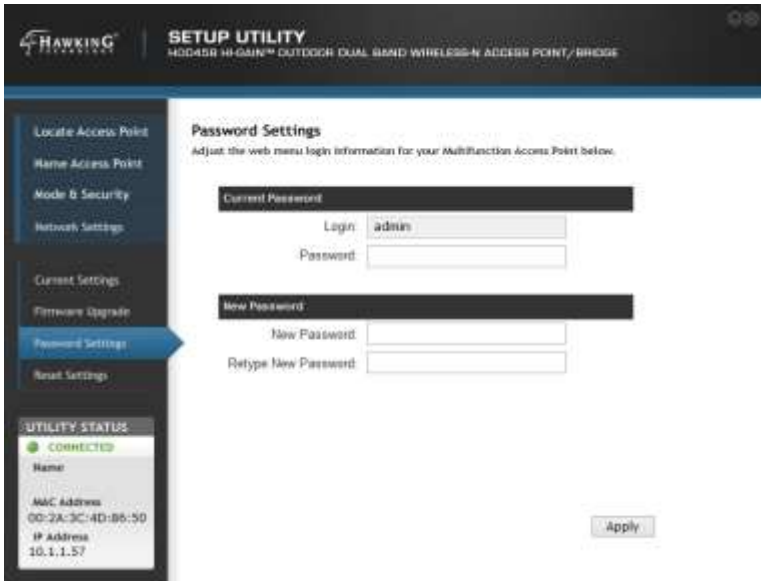 HAWKING
TECHNOLOGY
SETUP UTILITY
HOD45B HI-GAIN™ OUTDOOR DUAL BAND WIRELESS-N ACCESS POINT/BRIDGE
Locate Access Point
Name Access Point
Mode & Security
Network Settings
Current Settings
Firmware Upgrade
Password Settings
Reset Settings
UTILITY STATUS
CONNECTED
Name
MAC Address
00:2A:3C:4D:B6:50
IP Address
10.1.1.57
Password Settings
Adjust the web menu login information for your Multifunction Access Point below.
Current Password
Login: admin
Password:
New Password
New Password:
Retype New Password:
Apply